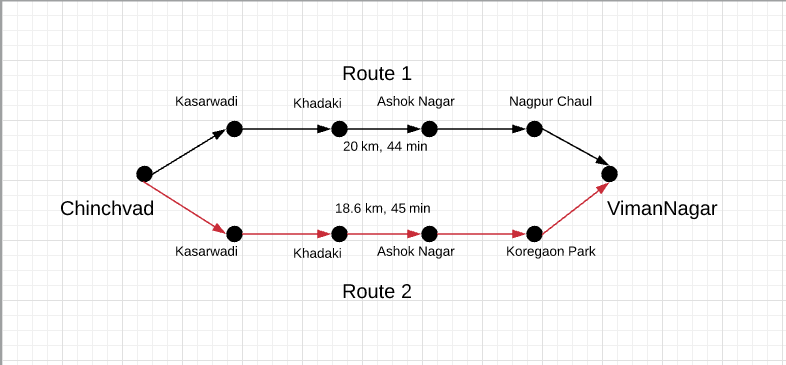 Route 1
Kasarwadi
Khadaki
Ashok Nagar
Nagpur Chaul
20 km, 44 min
Chinchvad
VimanNagar
18.6 km, 45 min
Kasarwadi
Khadaki
Ashok Nagar
Koregaon Park
Route 2